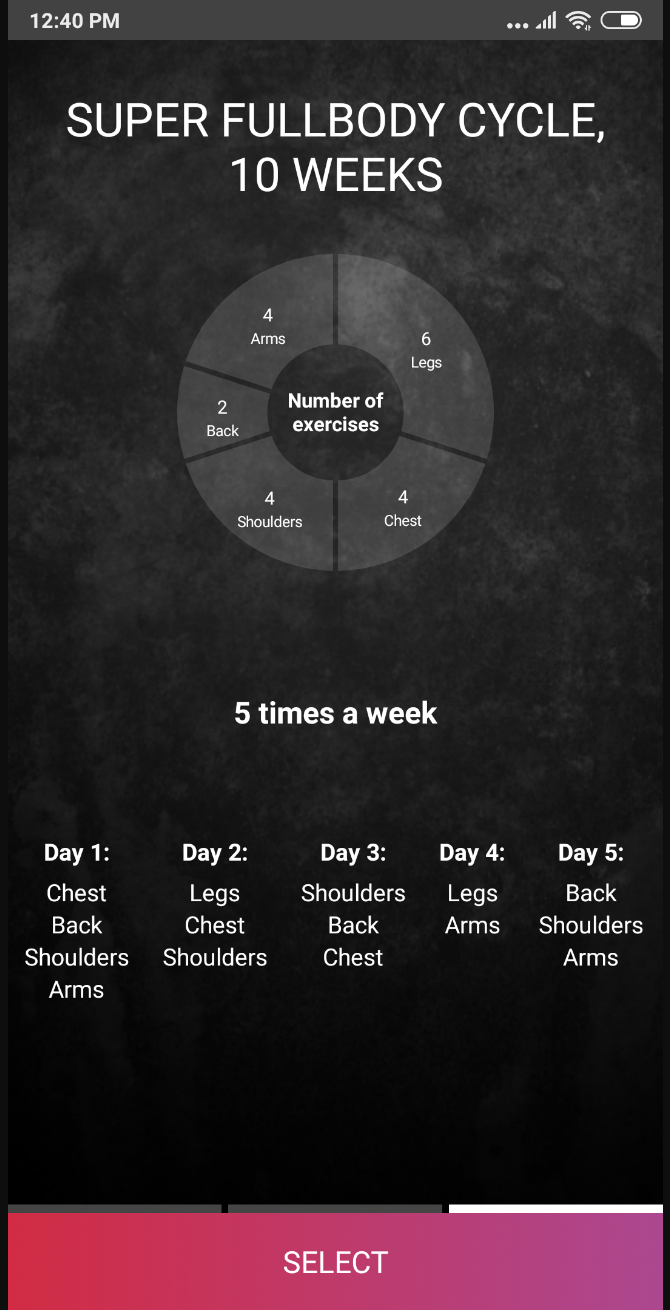 12:40 PM
SUPER FULLBODY CYCLE,
10 WEEKS
4
Arms
6
Legs
2
Back
Number of
exercises
4
Shoulders
4
Chest
5 times a week
Day 1:
Chest
Back
Shoulders
Arms
Day 2:
Legs
Chest
Shoulders
Day 3:
Shoulders
Back
Chest
Day 4:
Legs
Arms
Day 5:
Back
Shoulders
Arms
SELECT